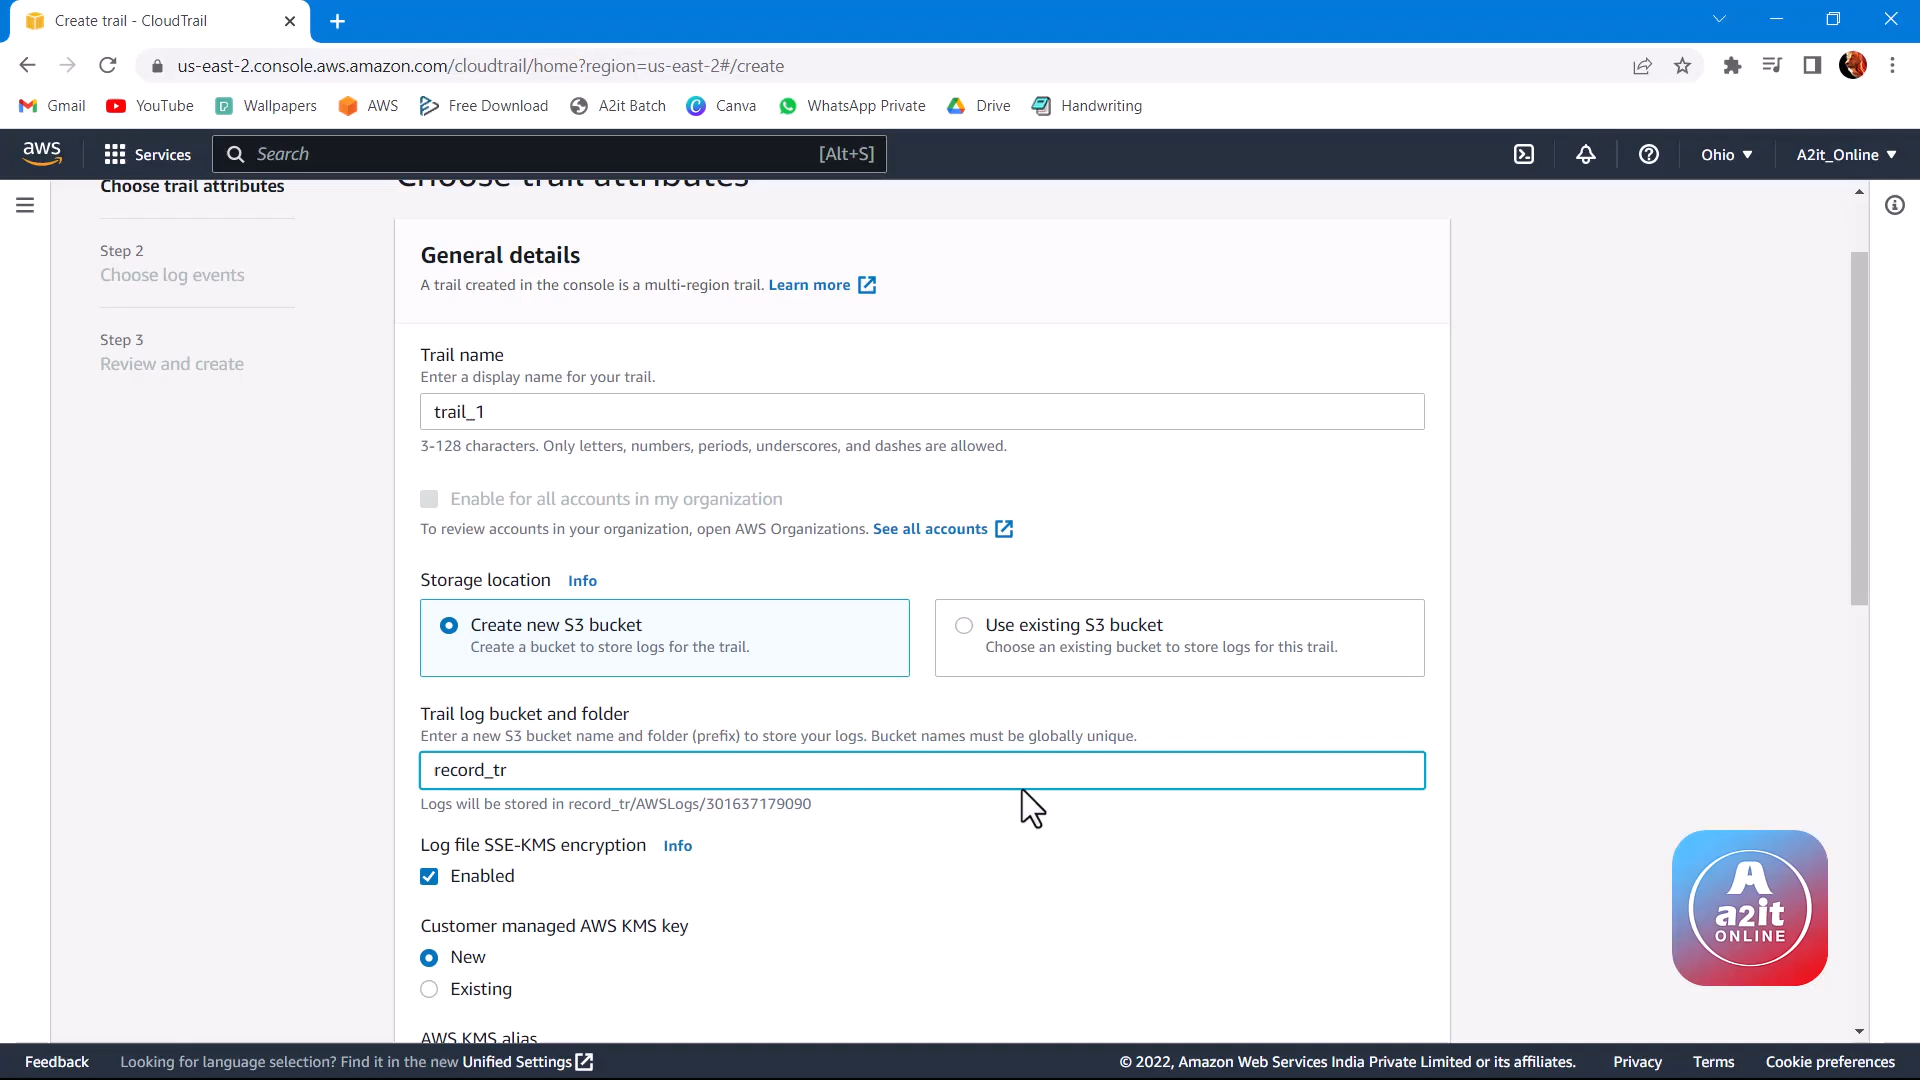 Create trail - CloudTrail
us-east-2.console.aws.amazon.com/cloudtrail/home?region=us-east-2#/create
Gmail YouTube Wallpapers AWS Free Download A2it Batch Canva WhatsApp Private Drive Handwriting
aws Services Search [Alt+S] Ohio A2it_Online
Choose trail attributes
Step 2
Choose log events
Step 3
Review and create
Choose trail attributes
General details
A trail created in the console is a multi-region trail. Learn more
Trail name
Enter a display name for your trail.
trail_1
3-128 characters. Only letters, numbers, periods, underscores, and dashes are allowed.
Enable for all accounts in my organization
To review accounts in your organization, open AWS Organizations. See all accounts
Storage location Info
Create new S3 bucket
Create a bucket to store logs for the trail.
Use existing S3 bucket
Choose an existing bucket to store logs for this trail.
Trail log bucket and folder
Enter a new S3 bucket name and folder (prefix) to store your logs. Bucket names must be globally unique.
record_tr
Logs will be stored in record_tr/AWSLogs/301637179090
Log file SSE-KMS encryption Info
Enabled
Customer managed AWS KMS key
New
Existing
AWS KMS alias
A
a2it
ONLINE
Feedback Looking for language selection? Find it in the new Unified Settings © 2022, Amazon Web Services India Private Limited or its affiliates. Privacy Terms Cookie preferences